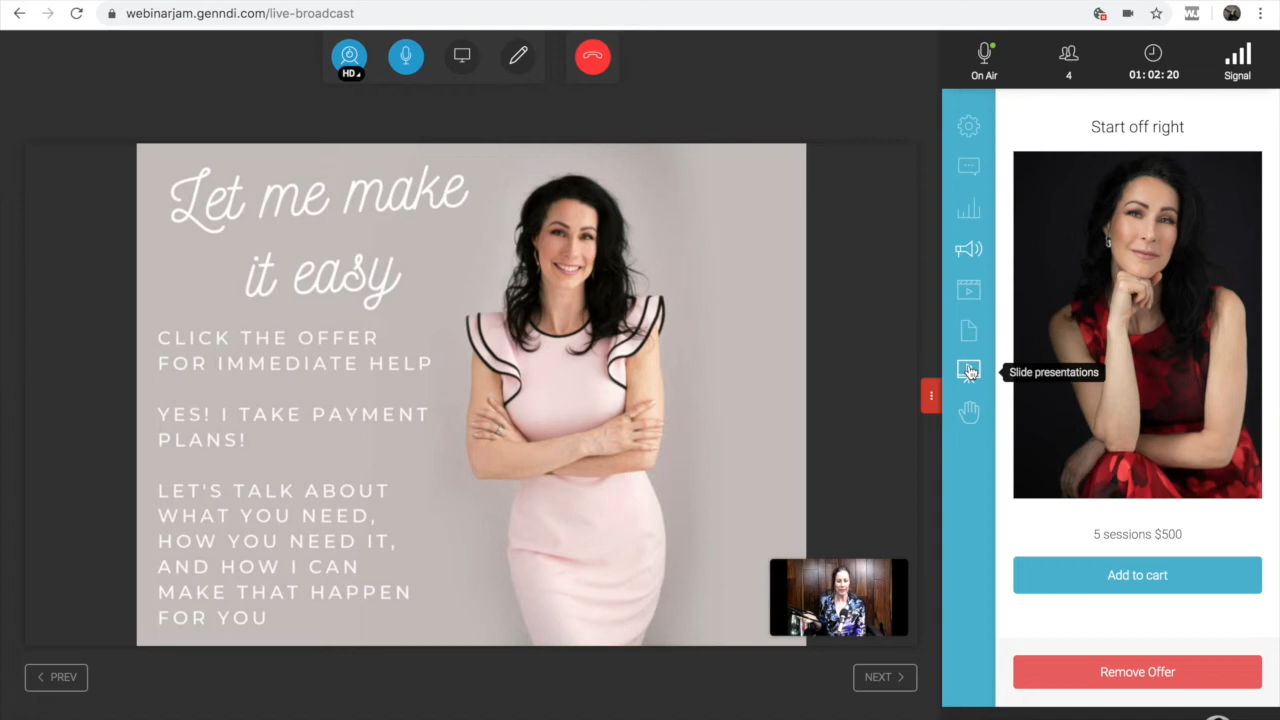 webinarjam.genndi.com/live-broadcast
WJ
HD
On Air
4
01:02:20
Signal
Start off right
Let me make
it easy
CLICK THE OFFER
FOR IMMEDIATE HELP
YES! I TAKE PAYMENT
PLANS!
LET'S TALK ABOUT
WHAT YOU NEED,
HOW YOU NEED IT,
AND HOW I CAN
MAKE THAT HAPPEN
FOR YOU
Slide presentations
5 sessions $500
Add to cart
Remove Offer
PREV
NEXT